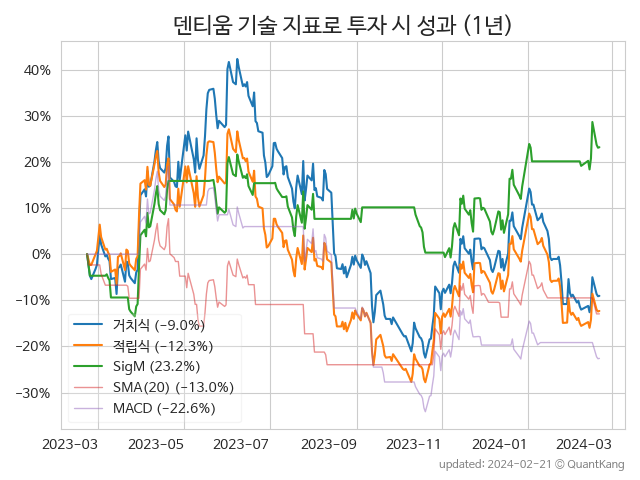 덴티움 기술 지표로 투자 시 성과 (1년)
40%
30%
20%
10%
0%
−10%
−20%
−30%
거치식 (−9.0%)
적립식 (−12.3%)
SigM (23.2%)
SMA(20) (−13.0%)
MACD (−22.6%)
2023-03 2023-05 2023-07 2023-09 2023-11 2024-01 2024-03
updated: 2024-02-21 © QuantKang